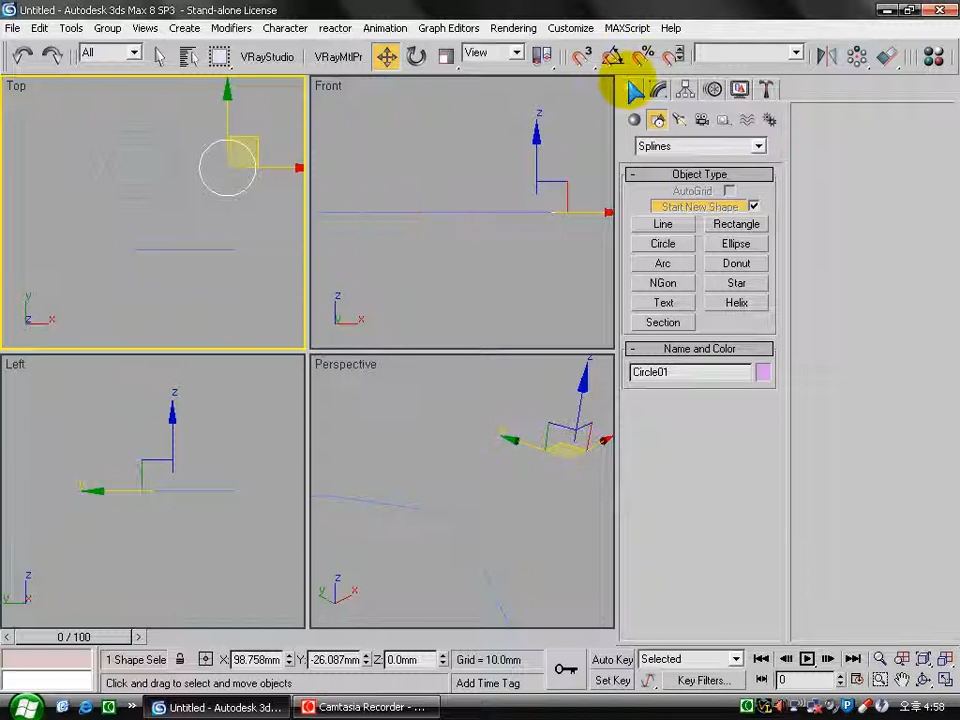 Untitled - Autodesk 3ds Max 8 SP3 - Stand-alone License
File Edit Tools Group Views Create Modifiers Character reactor Animation Graph Editors Rendering Customize MAXScript Help
All VRayStudio VRayMtlPr View 3 %
Top
Front
Splines
- Object Type
AutoGrid
Start New Shape
Line Rectangle
Circle Ellipse
Arc Donut
NGon Star
Text Helix
Section
- Name and Color
Circle01
Left
Perspective
y z x
z y x
z y x
z y x
< 0 / 100 >
1 Shape Sele X: 98.758mm Y: -26.087mm Z: 0.0mm Grid = 10.0mm Auto Key Selected
Click and drag to select and move objects Add Time Tag Set Key Key Filters... 0
Untitled - Autodesk 3d... Camtasia Recorder - ... 오후 4:58